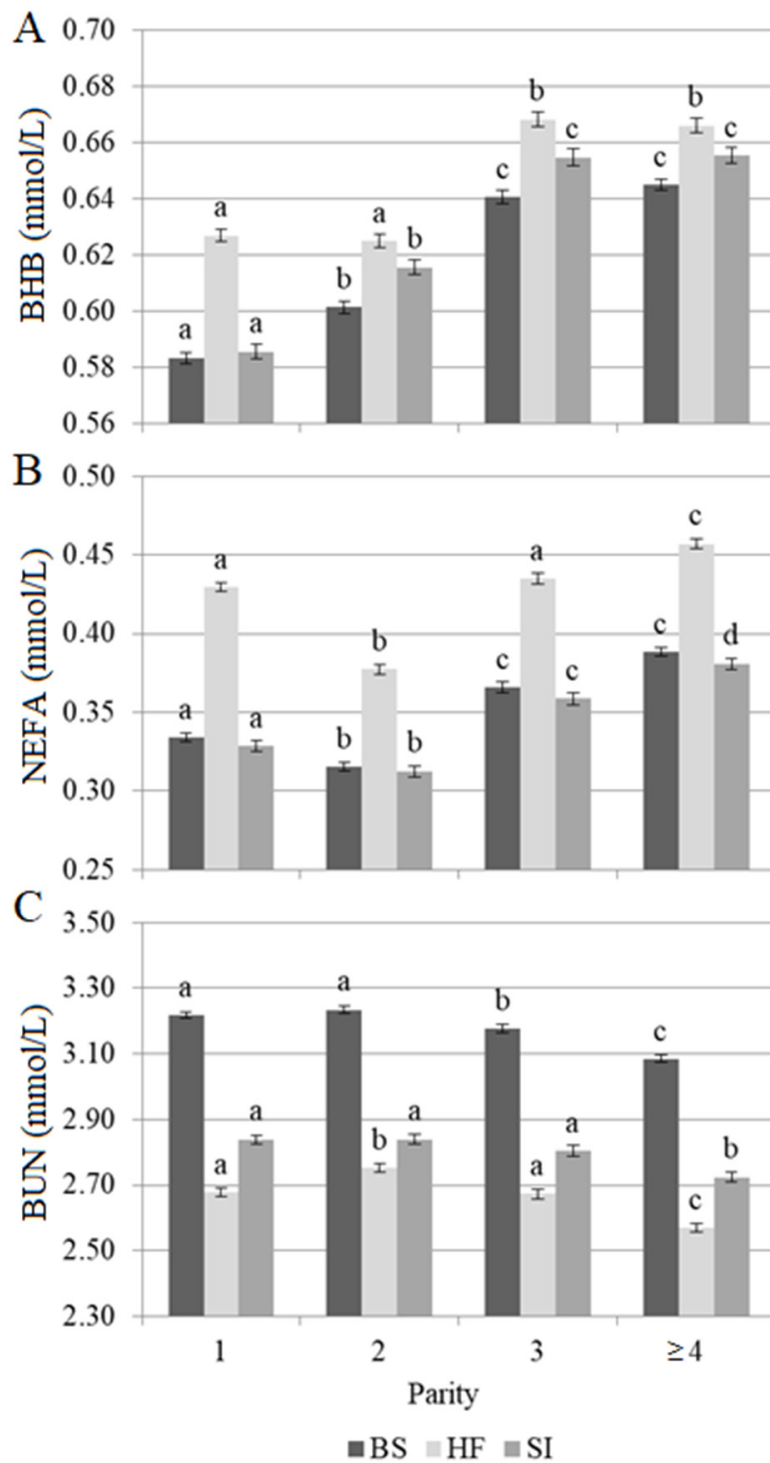 A
0.70
0.68
0.66
0.64
0.62
0.60
0.58
0.56
BHB (mmol/L)
a a a
b a b
c b c
c b c
B
0.50
0.45
0.40
0.35
0.30
0.25
NEFA (mmol/L)
a a a
b b b
c a c
c c d
C
3.50
3.30
3.10
2.90
2.70
2.50
2.30
BUN (mmol/L)
a a a
a b a
b a a
c c b
1 2 3 ≥4
Parity
BS HF SI